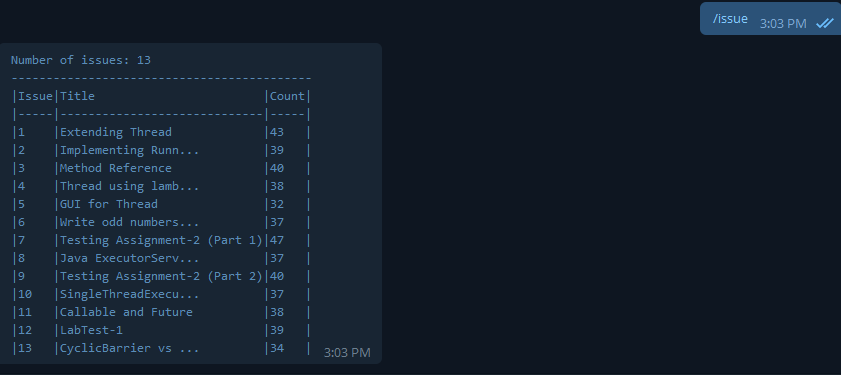 /issue 3:03 PM
Number of issues: 13
-------------------------------------------
|Issue|Title                        |Count|
|-----|-----------------------------|-----|
|1    |Extending Thread             |43   |
|2    |Implementing Runn...         |39   |
|3    |Method Reference             |40   |
|4    |Thread using lamb...         |38   |
|5    |GUI for Thread               |32   |
|6    |Write odd numbers...         |37   |
|7    |Testing Assignment-2 (Part 1)|47   |
|8    |Java ExecutorServ...         |37   |
|9    |Testing Assignment-2 (Part 2)|40   |
|10   |SingleThreadExecu...         |37   |
|11   |Callable and Future          |38   |
|12   |LabTest-1                    |39   |
|13   |CyclicBarrier vs ...         |34   |
3:03 PM